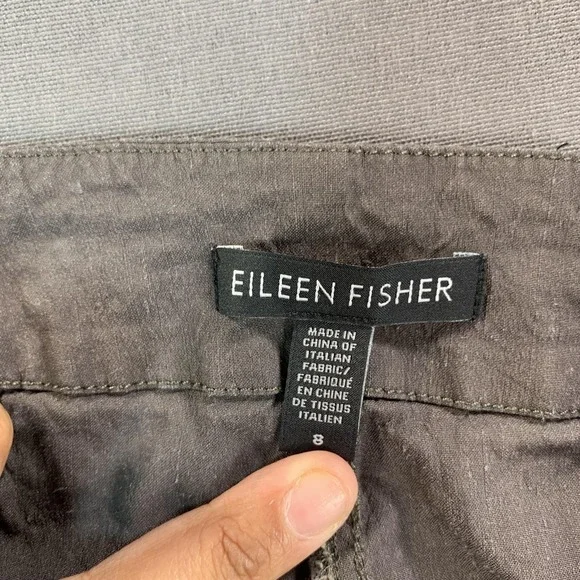 EILEEN FISHER
MADE IN
CHINA OF
ITALIAN
FABRIC/
FABRIQUÉ
EN CHINE
DE TISSUS
ITALIEN
8